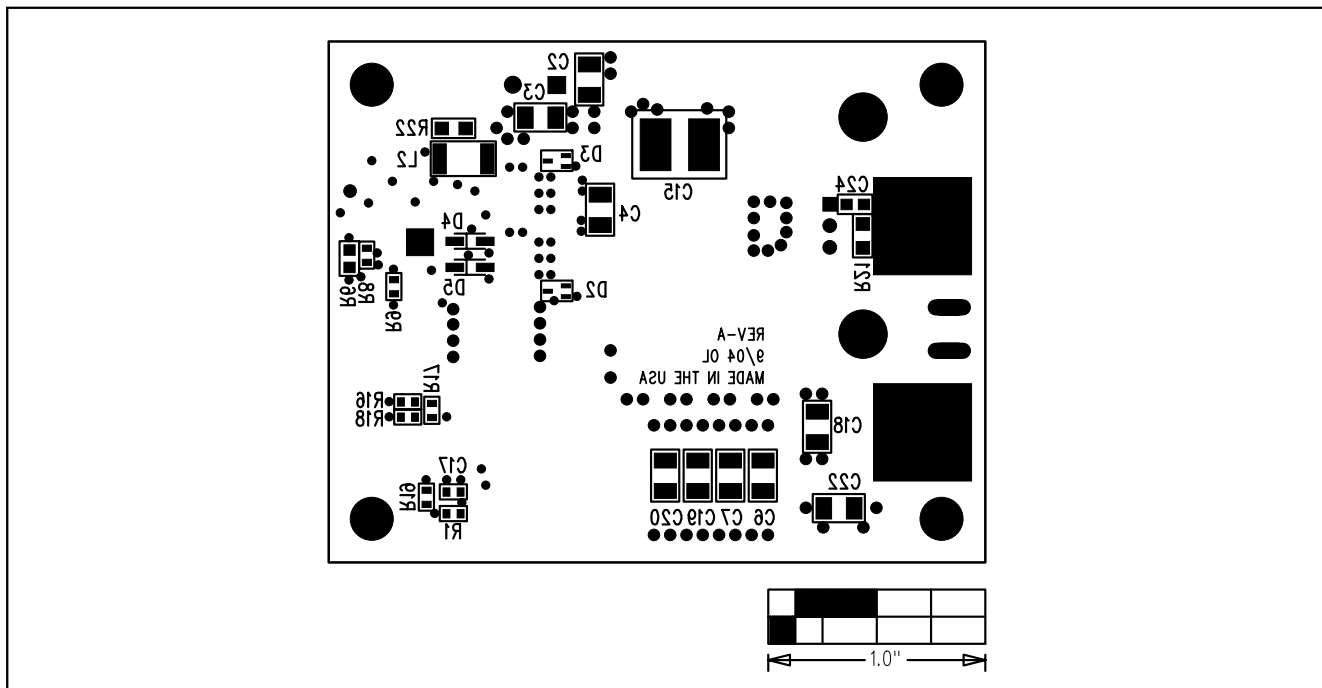 C2
C3
R22
L2
D3
C15
C24
C4
D4
R21
D5
R6
R8
R9
D2
REV-A
9/04 OL
MADE IN THE USA
R17
R16
R18
C18
C17
R19
C22
R1
C20 C19 C7 C6
1.0"